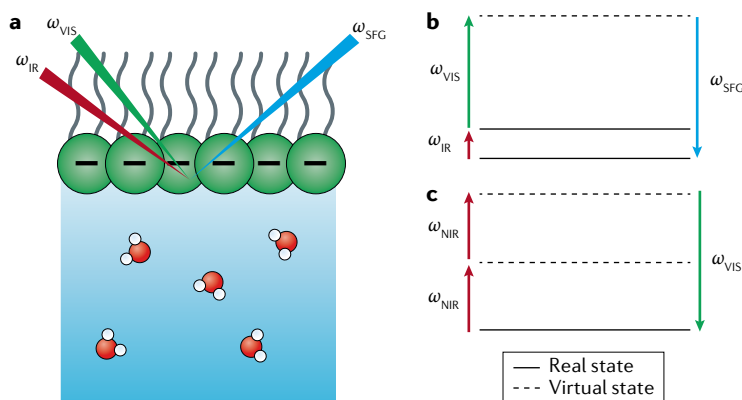 a
ω_VIS
ω_IR
ω_SFG
− − − − − −
b
ω_VIS
ω_IR
ω_SFG
c
ω_NIR
ω_NIR
ω_VIS
Real state
Virtual state